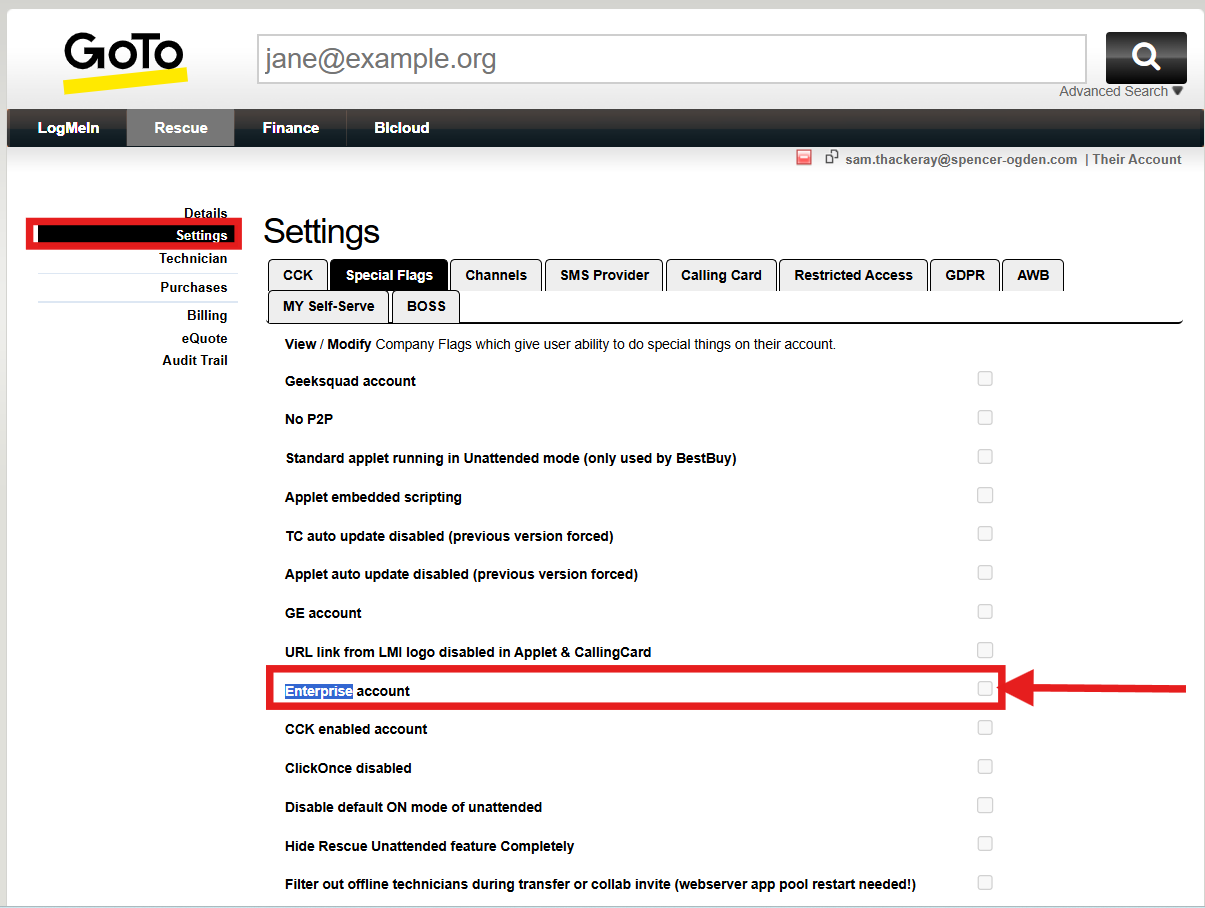 GoTo
jane@example.org
Advanced Search
LogMeIn Rescue Finance BIcloud
sam.thackeray@spencer-ogden.com | Their Account
Details
Settings
Technician
Purchases
Billing
eQuote
Audit Trail
Settings
CCK Special Flags Channels SMS Provider Calling Card Restricted Access GDPR AWB
MY Self-Serve BOSS
View / Modify Company Flags which give user ability to do special things on their account.
Geeksquad account
No P2P
Standard applet running in Unattended mode (only used by BestBuy)
Applet embedded scripting
TC auto update disabled (previous version forced)
Applet auto update disabled (previous version forced)
GE account
URL link from LMI logo disabled in Applet & CallingCard
Enterprise account
CCK enabled account
ClickOnce disabled
Disable default ON mode of unattended
Hide Rescue Unattended feature Completely
Filter out offline technicians during transfer or collab invite (webserver app pool restart needed!)